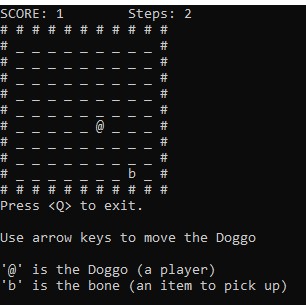 SCORE: 1        Steps: 2
# # # # # # # # # # #
# _ _ _ _ _ _ _ _ _ #
# _ _ _ _ _ _ _ _ _ #
# _ _ _ _ _ _ _ _ _ #
# _ _ _ _ _ _ _ _ _ #
# _ _ _ _ _ _ _ _ _ #
# _ _ _ _ _ @ _ _ _ #
# _ _ _ _ _ _ _ _ _ #
# _ _ _ _ _ _ _ _ _ #
# _ _ _ _ _ _ _ b _ #
# # # # # # # # # # #
Press <Q> to exit.
Use arrow keys to move the Doggo
'@' is the Doggo (a player)
'b' is the bone (an item to pick up)